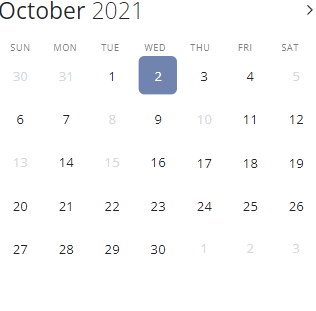 October 2021
SUN MON TUE WED THU FRI SAT
30 31 1 2 3 4 5
6 7 8 9 10 11 12
13 14 15 16 17 18 19
20 21 22 23 24 25 26
27 28 29 30 1 2 3